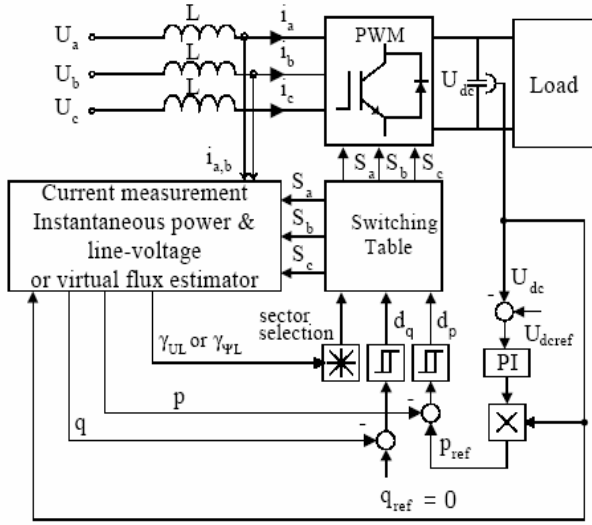 L
U_a
i_a
PWM
L
U_b
i_b
U_dc
Load
L
U_c
i_c
i_a,b
S_a S_b S_c
Current measurement
Instantaneous power &
line-voltage
or virtual flux estimator
S_a
S_b
S_c
Switching
Table
U_dc
-
U_dcref
sector
selection
d_q
d_p
γ_UL or γ_ΨL
PI
p
-
q
-
p_ref
q_ref = 0